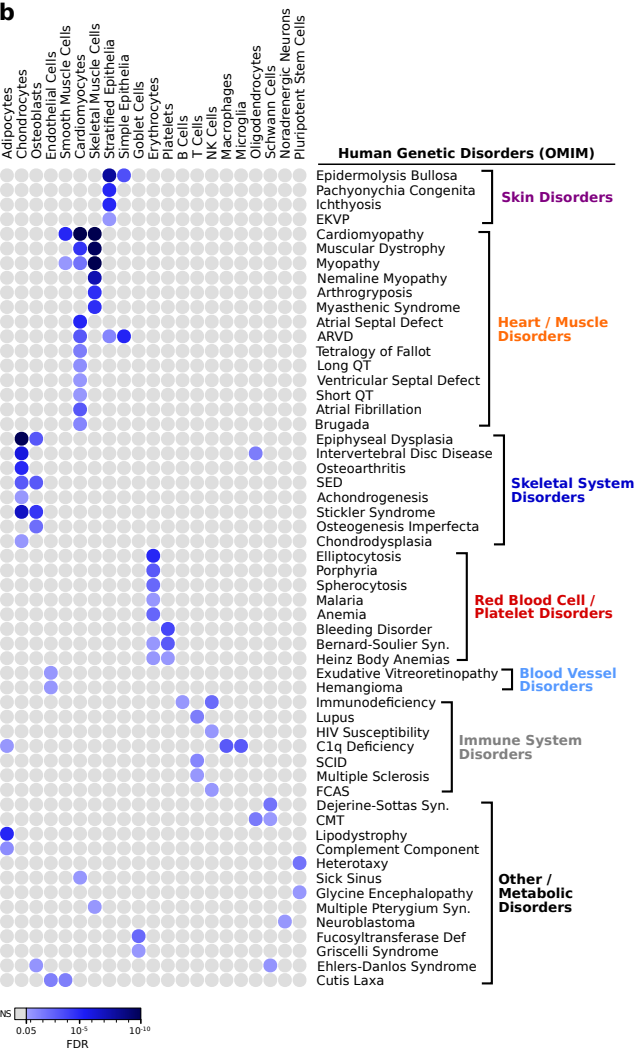 b
Adipocytes
Chondrocytes
Osteoblasts
Endothelial Cells
Smooth Muscle Cells
Cardiomyocytes
Skeletal Muscle Cells
Stratified Epithelia
Simple Epithelia
Goblet Cells
Erythrocytes
Platelets
B Cells
T Cells
NK Cells
Macrophages
Microglia
Oligodendrocytes
Schwann Cells
Noradrenergic Neurons
Pluripotent Stem Cells
Human Genetic Disorders (OMIM)
Epidermolysis Bullosa
Pachyonychia Congenita
Ichthyosis
EKVP
Skin Disorders
Cardiomyopathy
Muscular Dystrophy
Myopathy
Nemaline Myopathy
Arthrogryposis
Myasthenic Syndrome
Atrial Septal Defect
ARVD
Tetralogy of Fallot
Long QT
Ventricular Septal Defect
Short QT
Atrial Fibrillation
Brugada
Heart / Muscle
Disorders
Epiphyseal Dysplasia
Intervertebral Disc Disease
Osteoarthritis
SED
Achondrogenesis
Stickler Syndrome
Osteogenesis Imperfecta
Chondrodysplasia
Skeletal System
Disorders
Elliptocytosis
Porphyria
Spherocytosis
Malaria
Anemia
Bleeding Disorder
Bernard-Soulier Syn.
Heinz Body Anemias
Red Blood Cell /
Platelet Disorders
Exudative Vitreoretinopathy
Hemangioma
Blood Vessel
Disorders
Immunodeficiency
Lupus
HIV Susceptibility
C1q Deficiency
SCID
Multiple Sclerosis
FCAS
Immune System
Disorders
Dejerine-Sottas Syn.
CMT
Lipodystrophy
Complement Component
Heterotaxy
Sick Sinus
Glycine Encephalopathy
Multiple Pterygium Syn.
Neuroblastoma
Fucosyltransferase Def
Griscelli Syndrome
Ehlers-Danlos Syndrome
Cutis Laxa
Other /
Metabolic
Disorders
NS
0.05 10⁻⁵ 10⁻¹⁰
FDR